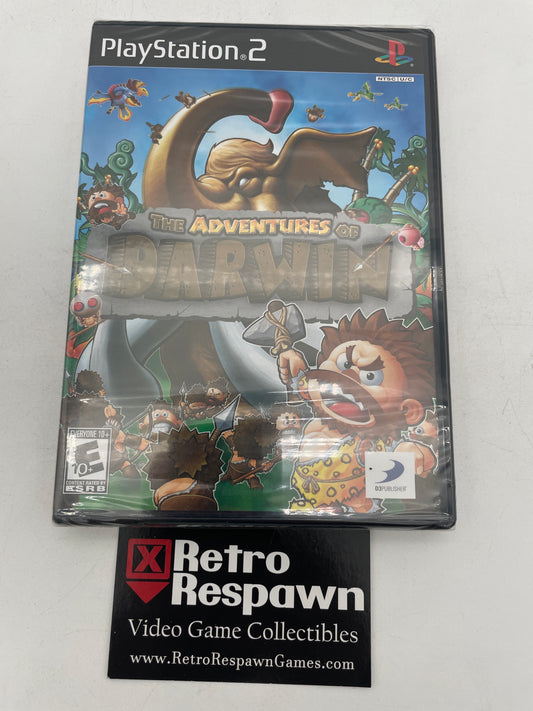 PlayStation®2
NTSC U/C
THE ADVENTURES OF
DARWIN
EVERYONE 10+
E
10+
CONTENT RATED BY
ESRB
D3PUBLISHER
Retro
Respawn
Video Game Collectibles
www.RetroRespawnGames.com